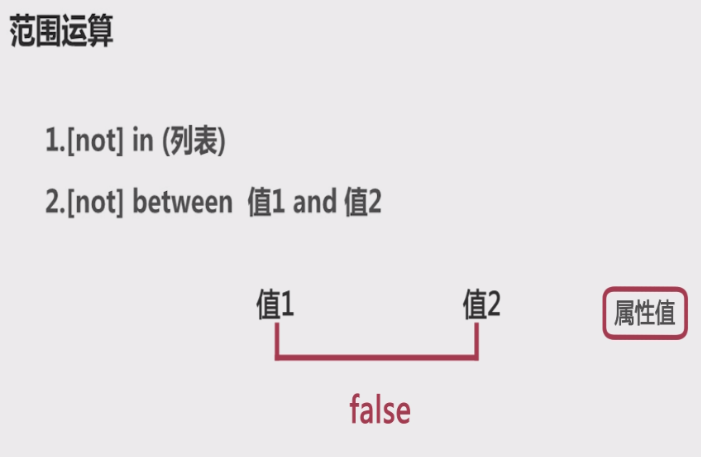 范围运算
1.[not] in (列表)
2.[not] between 值1 and 值2
值1 值2 属性值
false